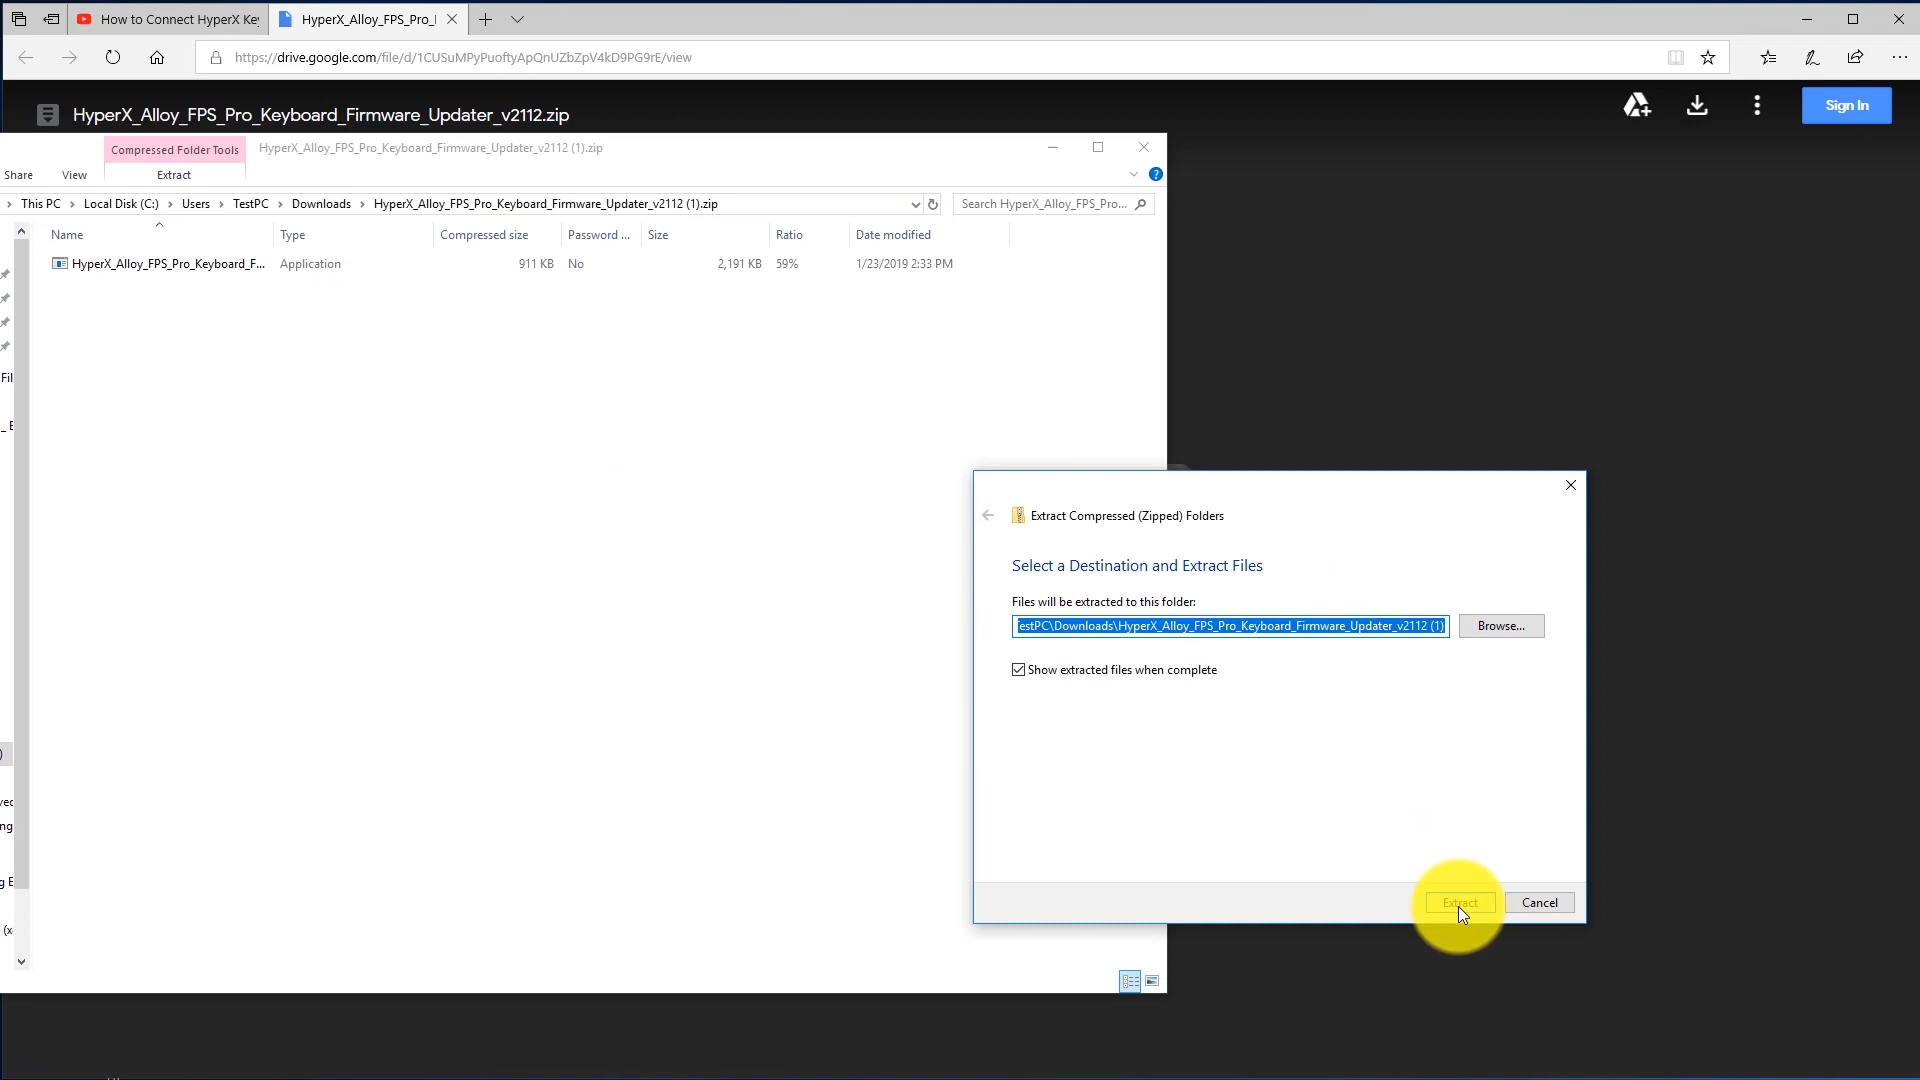 How to Connect HyperX Key
HyperX_Alloy_FPS_Pro_
https://drive.google.com/file/d/1CUSuMPyPuoftyApQnUZbZpV4kD9PG9rE/view
HyperX_Alloy_FPS_Pro_Keyboard_Firmware_Updater_v2112.zip
Sign In
Compressed Folder Tools
HyperX_Alloy_FPS_Pro_Keyboard_Firmware_Updater_v2112 (1).zip
Share View Extract
This PC Local Disk (C:) Users TestPC Downloads HyperX_Alloy_FPS_Pro_Keyboard_Firmware_Updater_v2112 (1).zip
Search HyperX_Alloy_FPS_Pro...
Name Type Compressed size Password ... Size Ratio Date modified
HyperX_Alloy_FPS_Pro_Keyboard_F... Application 911 KB No 2,191 KB 59% 1/23/2019 2:33 PM
Fil
_ E
)
ved
ng
g E
(x
Extract Compressed (Zipped) Folders
Select a Destination and Extract Files
Files will be extracted to this folder:
estPC\Downloads\HyperX_Alloy_FPS_Pro_Keyboard_Firmware_Updater_v2112 (1)
Browse...
Show extracted files when complete
Extract
Cancel